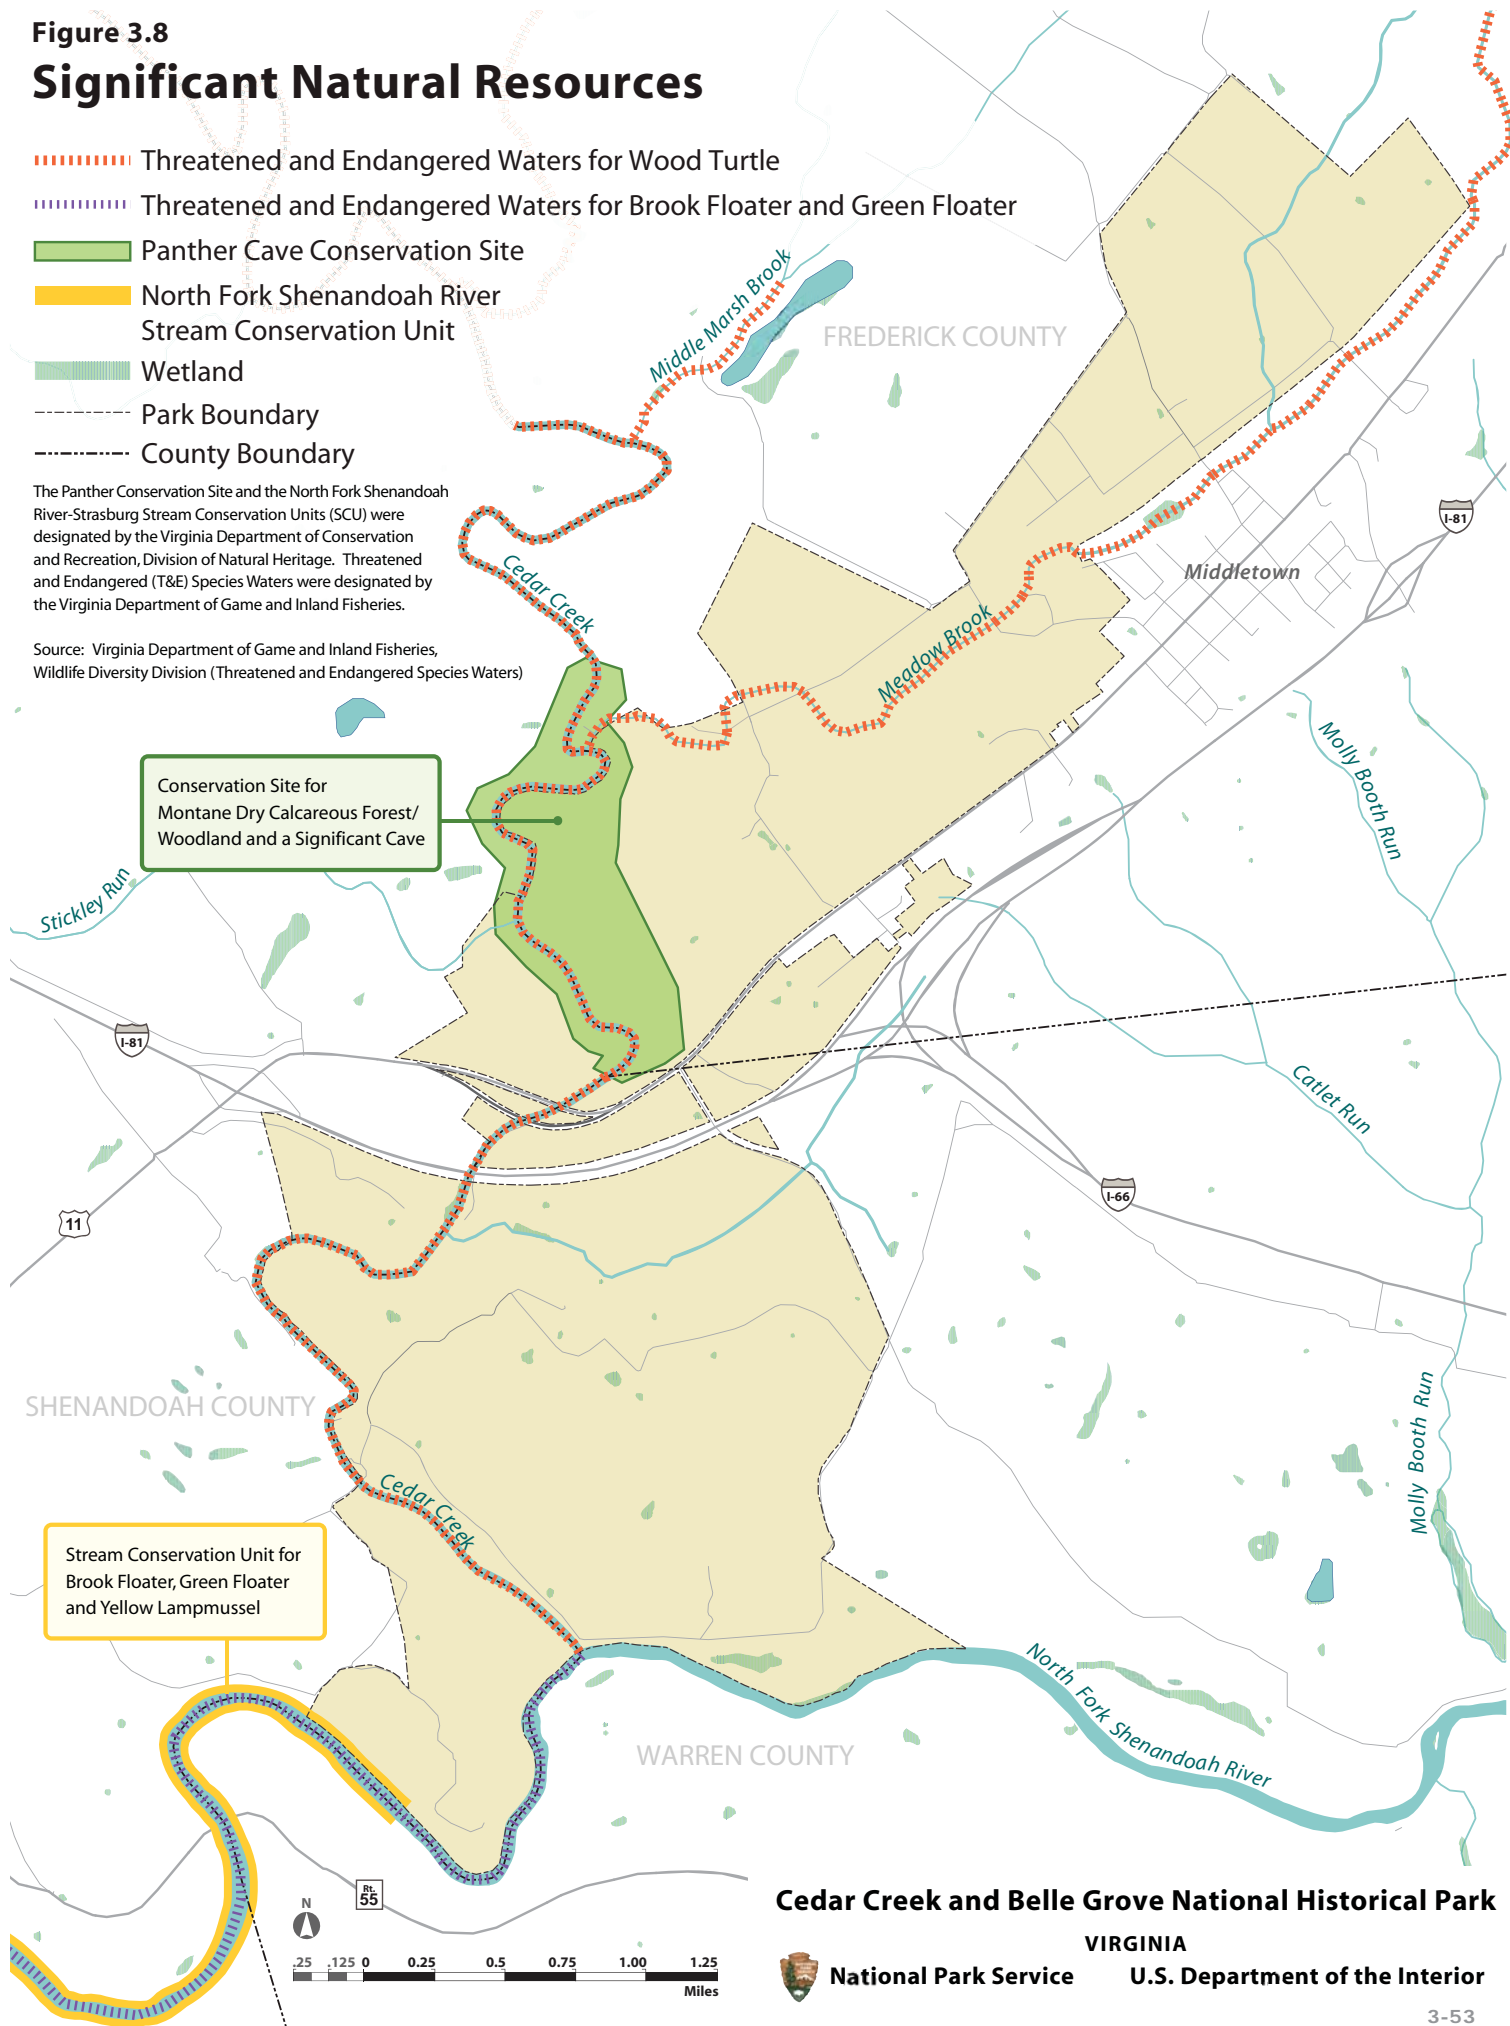 Figure 3.8
Significant Natural Resources
Threatened and Endangered Waters for Wood Turtle
Threatened and Endangered Waters for Brook Floater and Green Floater
Panther Cave Conservation Site
North Fork Shenandoah River
Stream Conservation Unit
Wetland
Park Boundary
County Boundary
The Panther Conservation Site and the North Fork Shenandoah
River-Strasburg Stream Conservation Units (SCU) were
designated by the Virginia Department of Conservation
and Recreation, Division of Natural Heritage. Threatened
and Endangered (T&E) Species Waters were designated by
the Virginia Department of Game and Inland Fisheries.
Source: Virginia Department of Game and Inland Fisheries,
Wildlife Diversity Division (Threatened and Endangered Species Waters)
Middle Marsh Brook
FREDERICK COUNTY
I-81
Middletown
Cedar Creek
Meadow Brook
Molly Booth Run
Conservation Site for
Montane Dry Calcareous Forest/
Woodland and a Significant Cave
Stickley Run
I-81
Catlet Run
I-66
11
SHENANDOAH COUNTY
Molly Booth Run
Cedar Creek
Stream Conservation Unit for
Brook Floater, Green Floater
and Yellow Lampmussel
North Fork Shenandoah River
WARREN COUNTY
Rt.
55
N
.25 .125 0 0.25 0.5 0.75 1.00 1.25
Miles
Cedar Creek and Belle Grove National Historical Park
VIRGINIA
National Park Service U.S. Department of the Interior
3-53